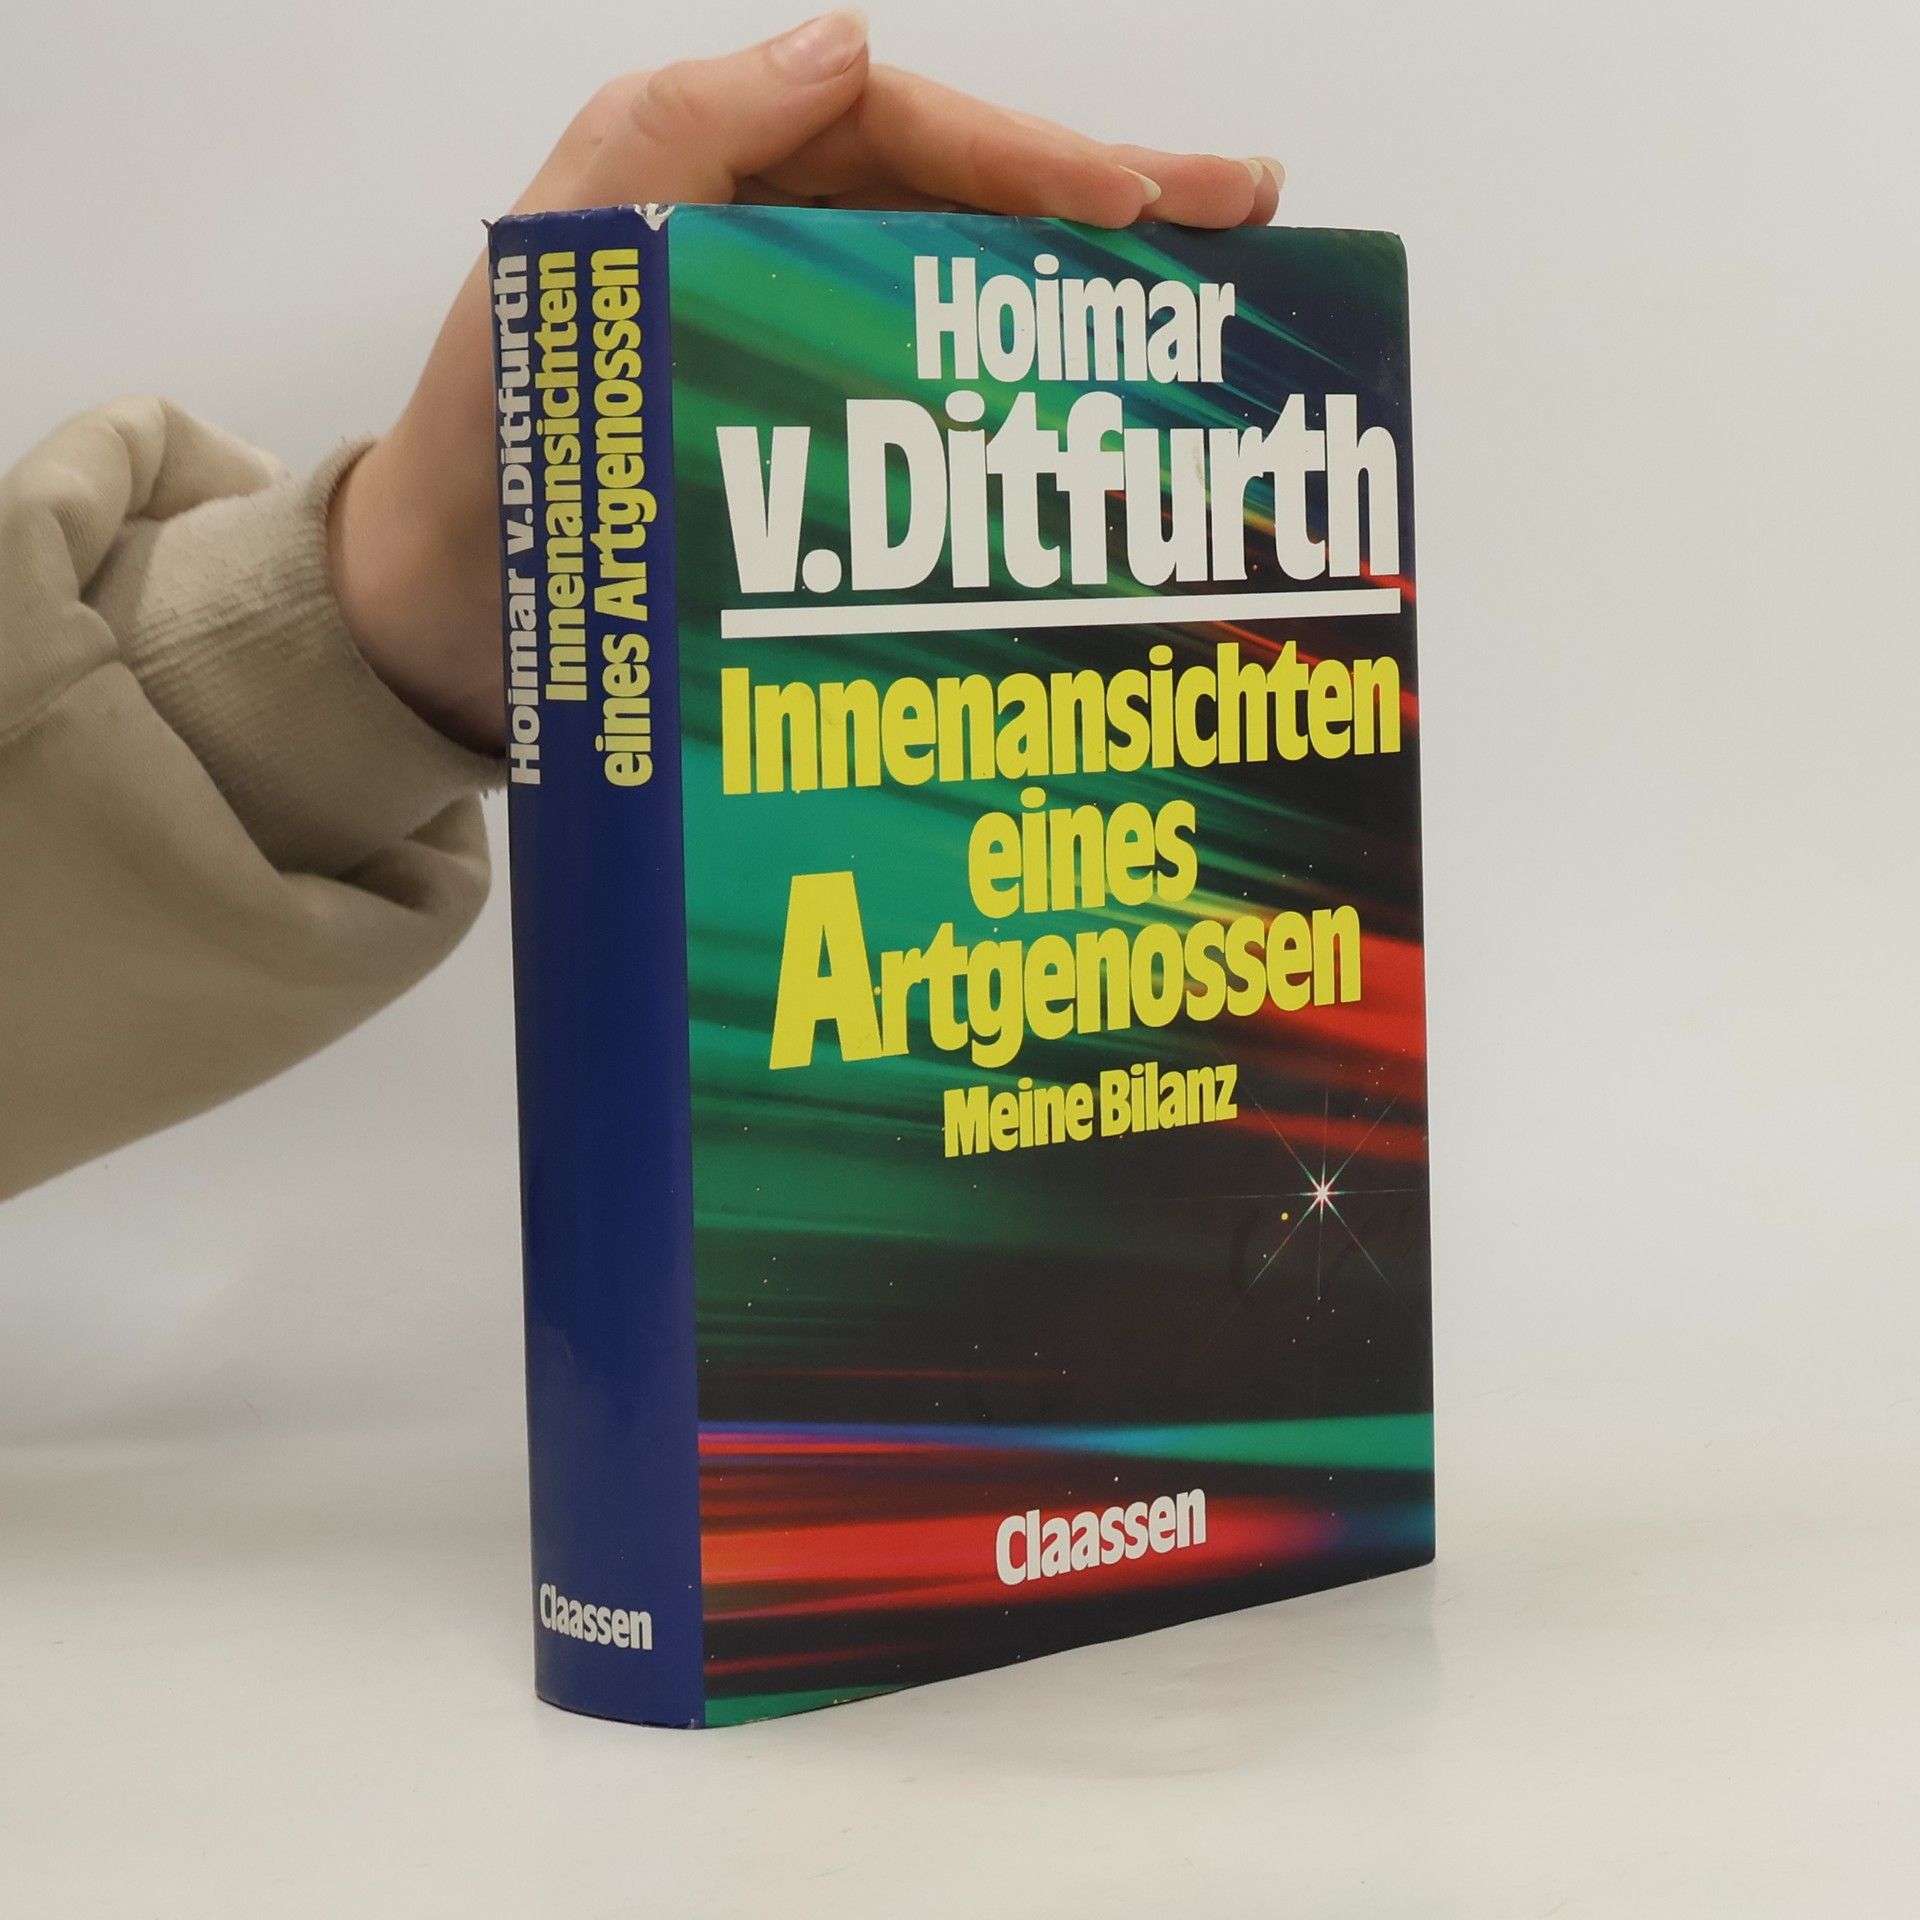 Hoimar v. Ditfurth
Innenansichten
eines Artgenossen
Claassen
Hoimar
v. Ditfurth
Innenansichten
eines
Artgenossen
Meine Bilanz
Claassen